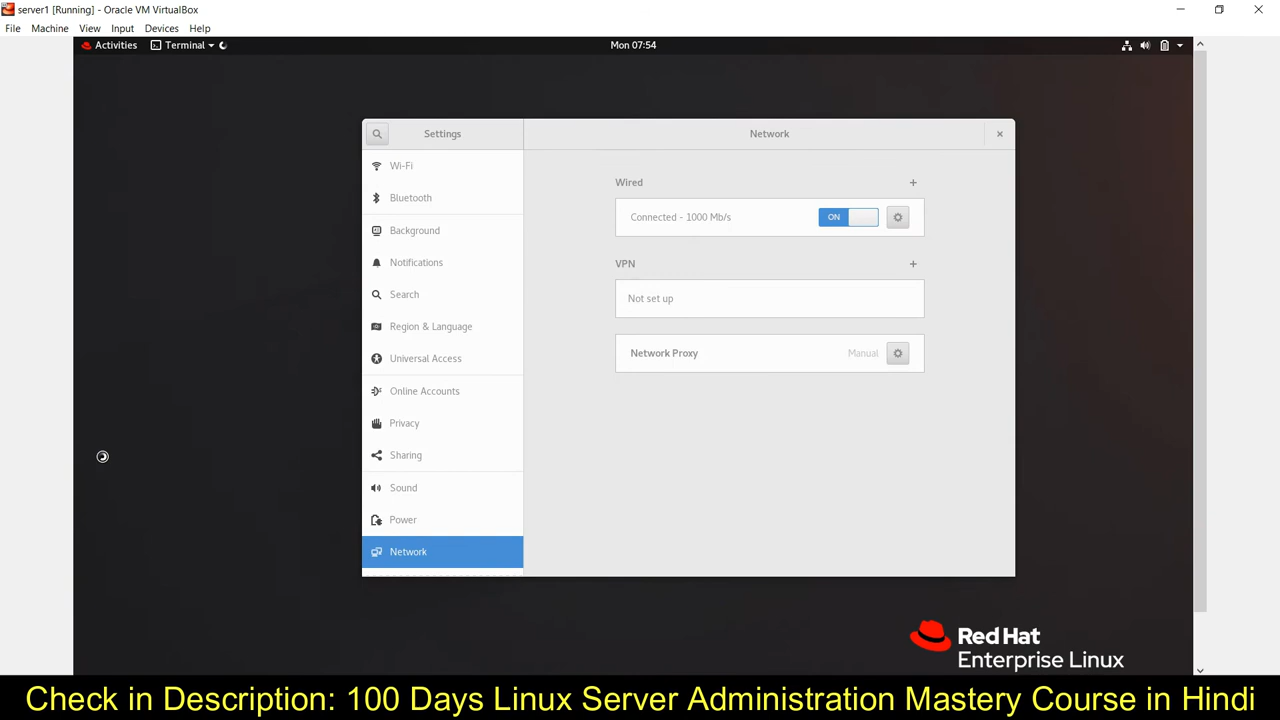 server1 [Running] - Oracle VM VirtualBox
File Machine View Input Devices Help
Activities Terminal Mon 07:54
Settings Network
Wi-Fi
Bluetooth
Background
Notifications
Search
Region & Language
Universal Access
Online Accounts
Privacy
Sharing
Sound
Power
Network
Wired
Connected - 1000 Mb/s ON
VPN
Not set up
Network Proxy Manual
Red Hat
Enterprise Linux
Check in Description: 100 Days Linux Server Administration Mastery Course in Hindi